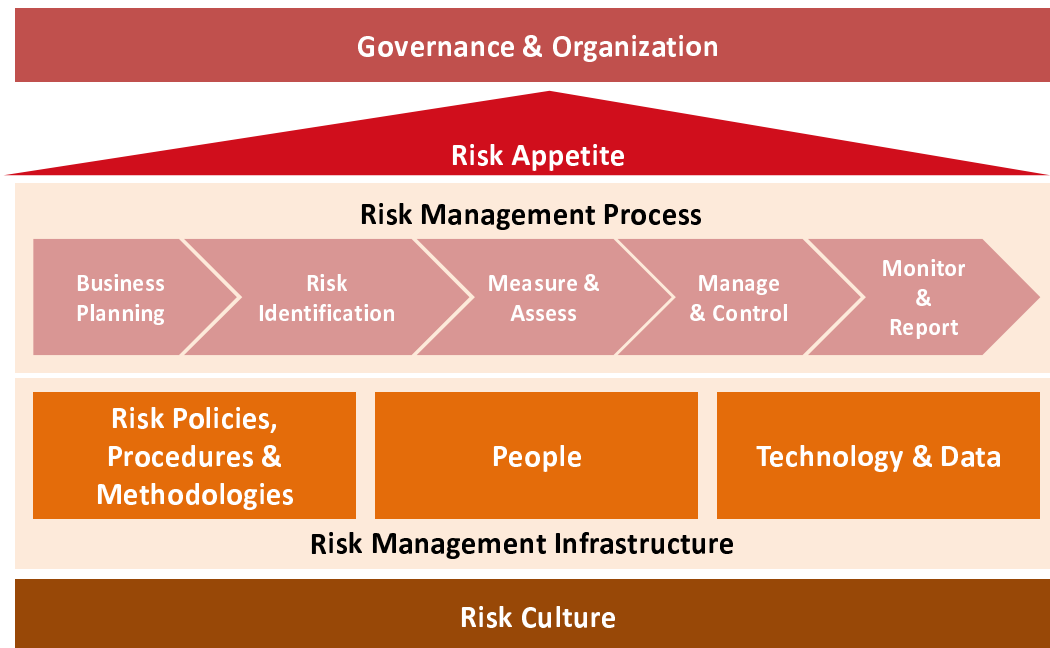 Governance & Organization
Risk Appetite
Risk Management Process
Business
Planning
Risk
Identification
Measure &
Assess
Manage
& Control
Monitor
&
Report
Risk Policies,
Procedures &
Methodologies
People
Technology & Data
Risk Management Infrastructure
Risk Culture